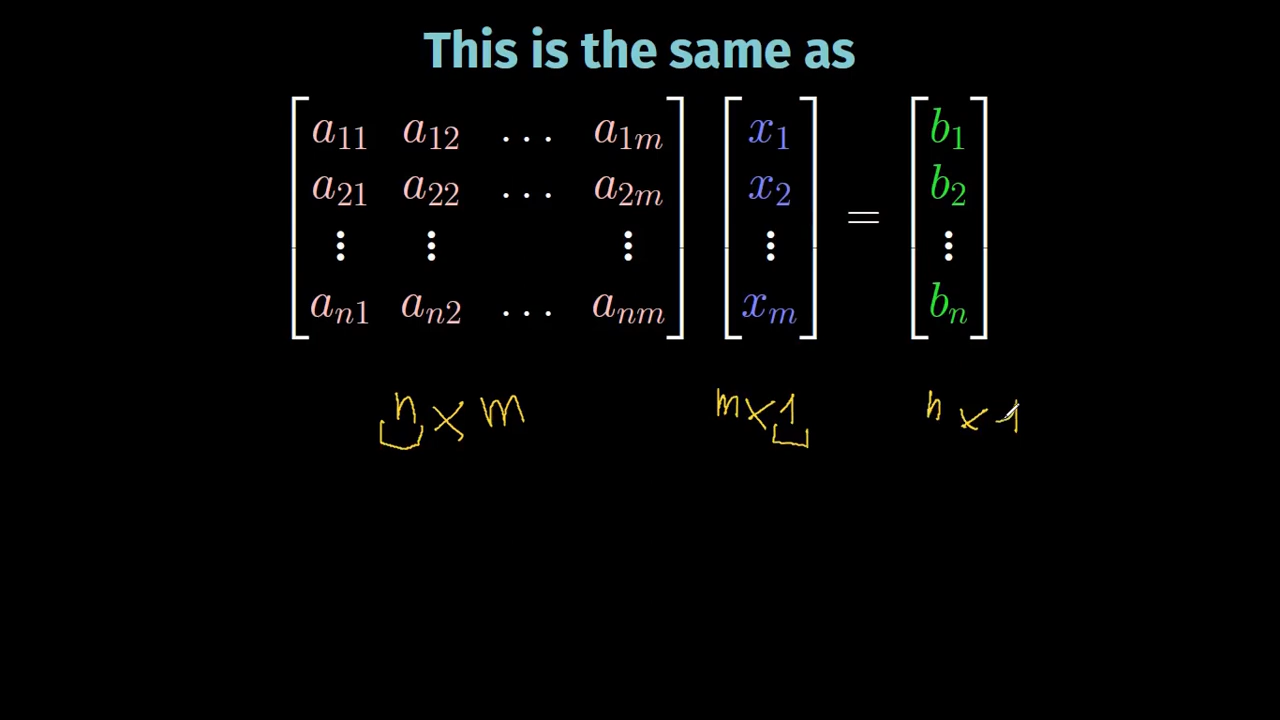 This is the same as
a₁₁ a₁₂ … a₁ₘ x₁ b₁
a₂₁ a₂₂ … a₂ₘ x₂ = b₂
⋮ ⋮ ⋮ ⋮ ⋮
aₙ₁ aₙ₂ … aₙₘ xₘ bₙ
n × m m × 1 n × 1